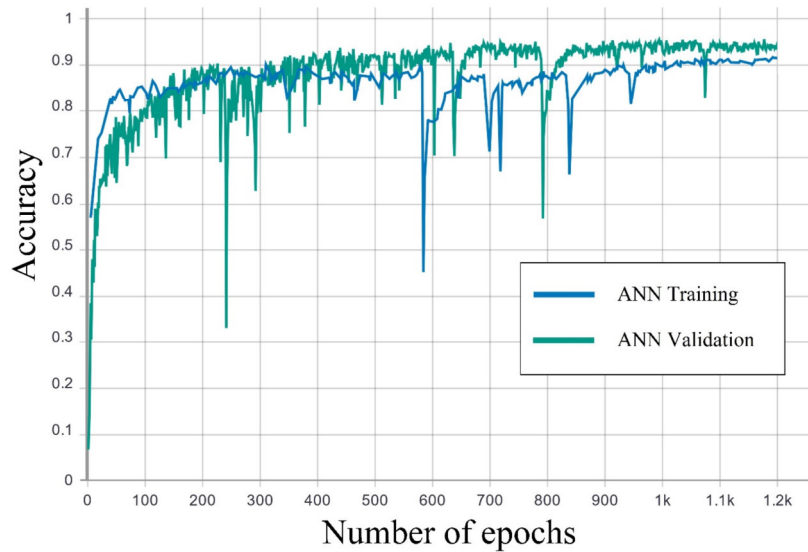 1
0.9
0.8
0.7
0.6
0.5
0.4
0.3
0.2
0.1
0
Accuracy
ANN Training
ANN Validation
0 100 200 300 400 500 600 700 800 900 1k 1.1k 1.2k
Number of epochs